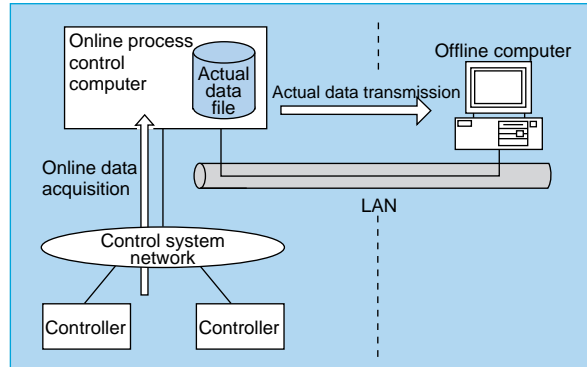 Online process
control
computer
Actual
data
file
Offline computer
Actual data transmission
Online data
acquisition
LAN
Control system
network
Controller
Controller